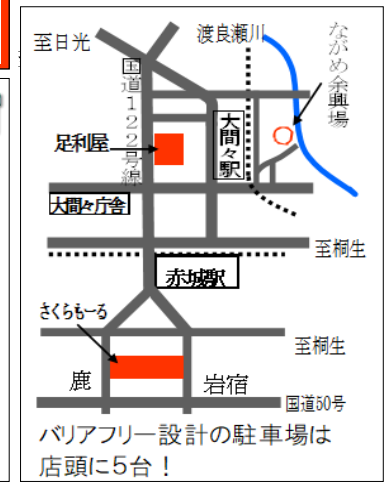 至日光
渡良瀬川
ながめ余興場
国道122号線
足利屋
大間々駅
大間々庁舎
至桐生
赤城駅
さくらもーる
至桐生
鹿
岩宿
国道50号
バリアフリー設計の駐車場は
店頭に5台！